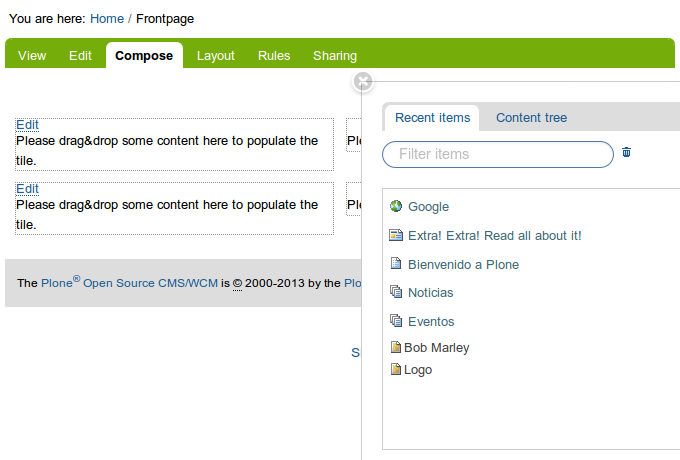 You are here: Home / Frontpage
View Edit Compose Layout Rules Sharing
Edit
Please drag&drop some content here to populate the
tile.
Edit
Please drag&drop some content here to populate the
tile.
The Plone® Open Source CMS/WCM is © 2000-2013 by the Plo
Recent items Content tree
Filter items
Google
Extra! Extra! Read all about it!
Bienvenido a Plone
Noticias
Eventos
Bob Marley
Logo